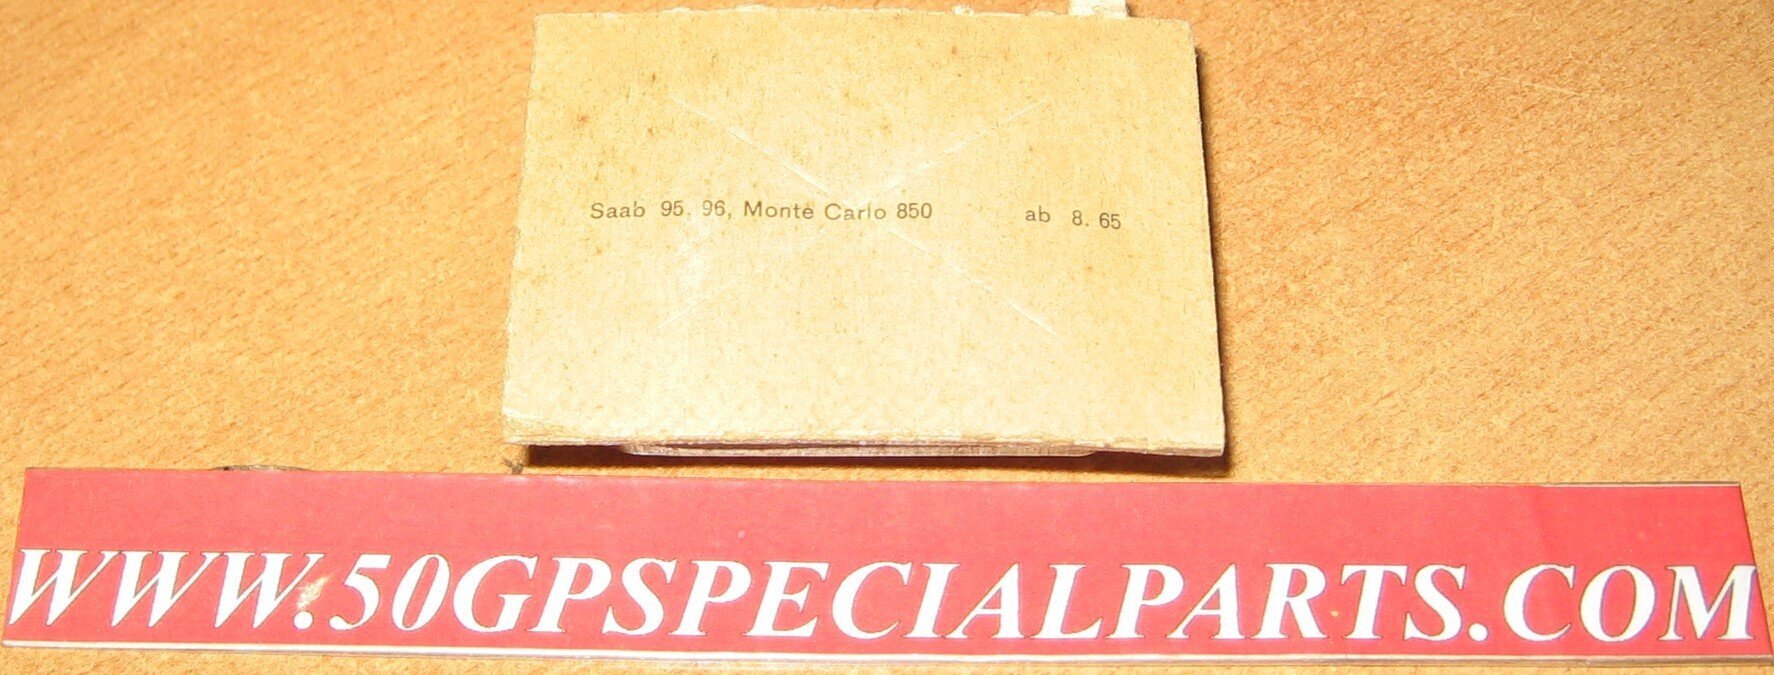 Saab 95, 96, Monte Carlo 850 ab 8. 65
WWW.50GPSPECIALPARTS.COM